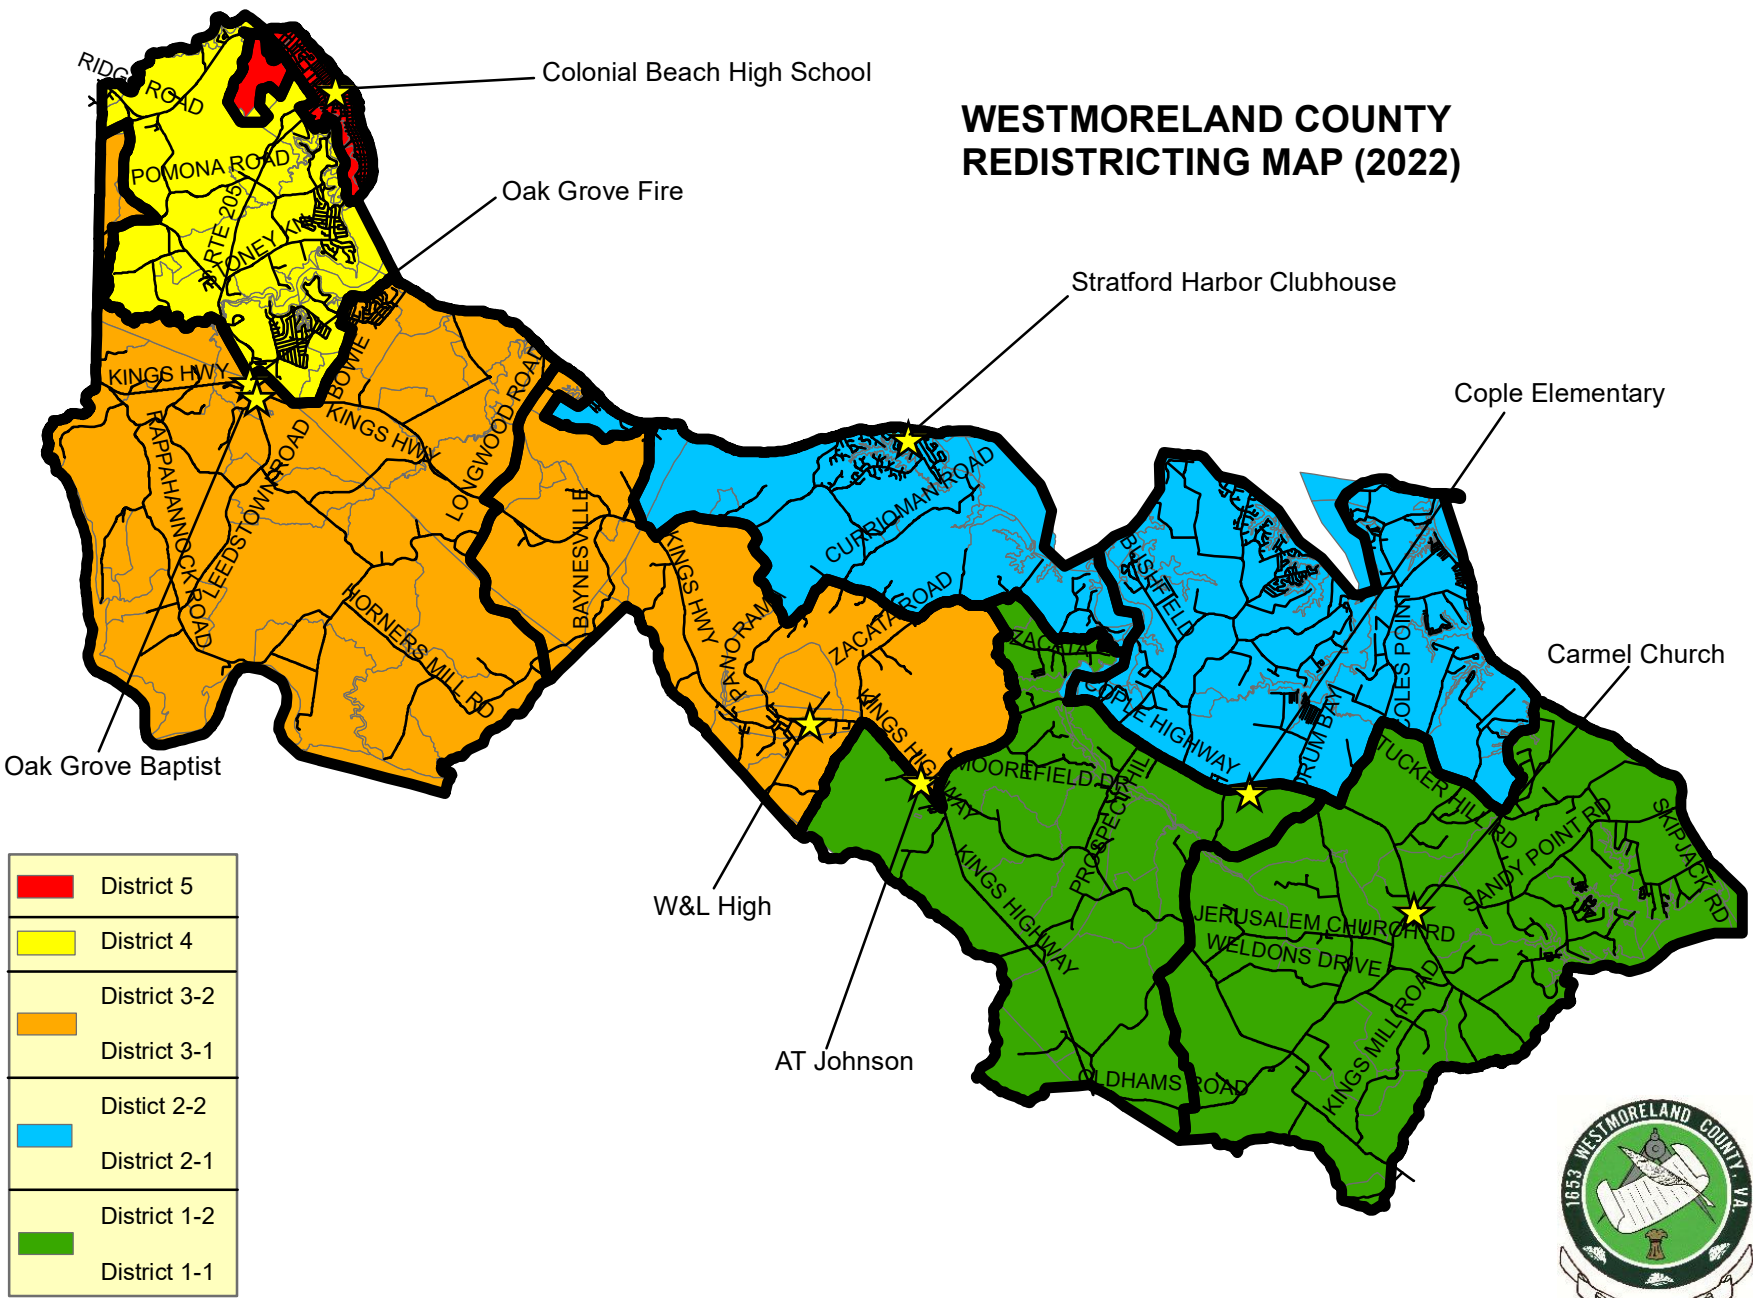 WESTMORELAND COUNTY
REDISTRICTING MAP (2022)
Colonial Beach High School
Oak Grove Fire
Stratford Harbor Clubhouse
Cople Elementary
Carmel Church
Oak Grove Baptist
W&L High
AT Johnson
POMONA ROAD
RTE 205
KINGS HWY
BOWIE
KINGS HWY
LONGWOOD ROAD
RAPPAHANNOCK ROAD
LEEDSTOWN ROAD
HORNERS MILL RD
BAYNESVILLE
KINGS HWY
PANORAMA
ZACATA ROAD
CURRIOMAN ROAD
KINGS HIGHWAY
ZACATA
BUSHFIELD
COPLE HIGHWAY
DRUM BAY
COLES POINT
MOOREFIELD DR
PROSPECT HILL
KINGS HIGHWAY
TUCKER HILL RD
SANDY POINT RD
SKIPJACK RD
JERUSALEM CHURCH RD
WELDONS DRIVE
KINGS MILL ROAD
OLDHAMS ROAD
District 5
District 4
District 3-2
District 3-1
Distict 2-2
District 2-1
District 1-2
District 1-1
1653 WESTMORELAND COUNTY, VA.